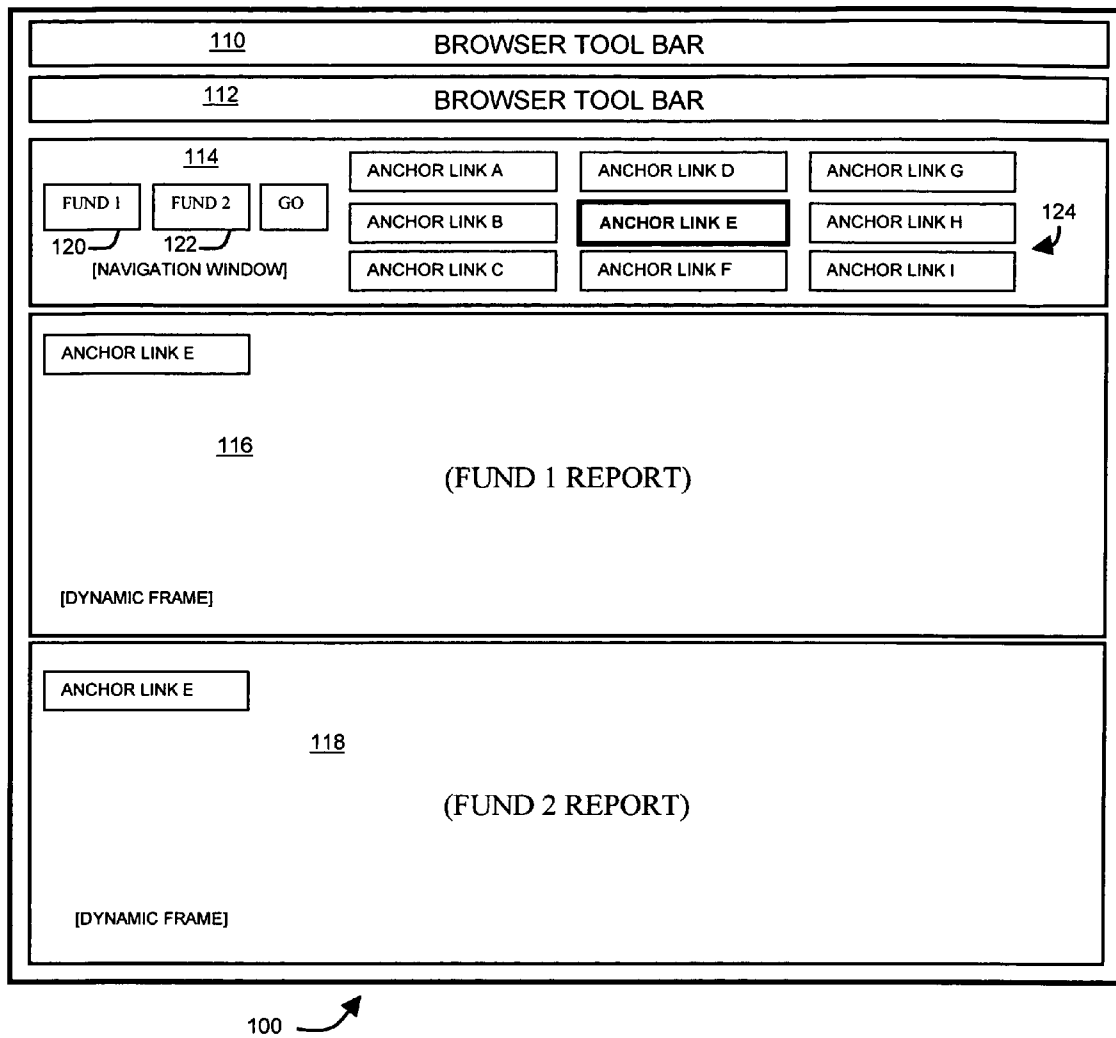 110 BROWSER TOOL BAR
112 BROWSER TOOL BAR
114
FUND 1 FUND 2 GO
120 122
[NAVIGATION WINDOW]
ANCHOR LINK A ANCHOR LINK D ANCHOR LINK G
ANCHOR LINK B ANCHOR LINK E ANCHOR LINK H
ANCHOR LINK C ANCHOR LINK F ANCHOR LINK I
124
ANCHOR LINK E
116
(FUND 1 REPORT)
[DYNAMIC FRAME]
ANCHOR LINK E
118
(FUND 2 REPORT)
[DYNAMIC FRAME]
100